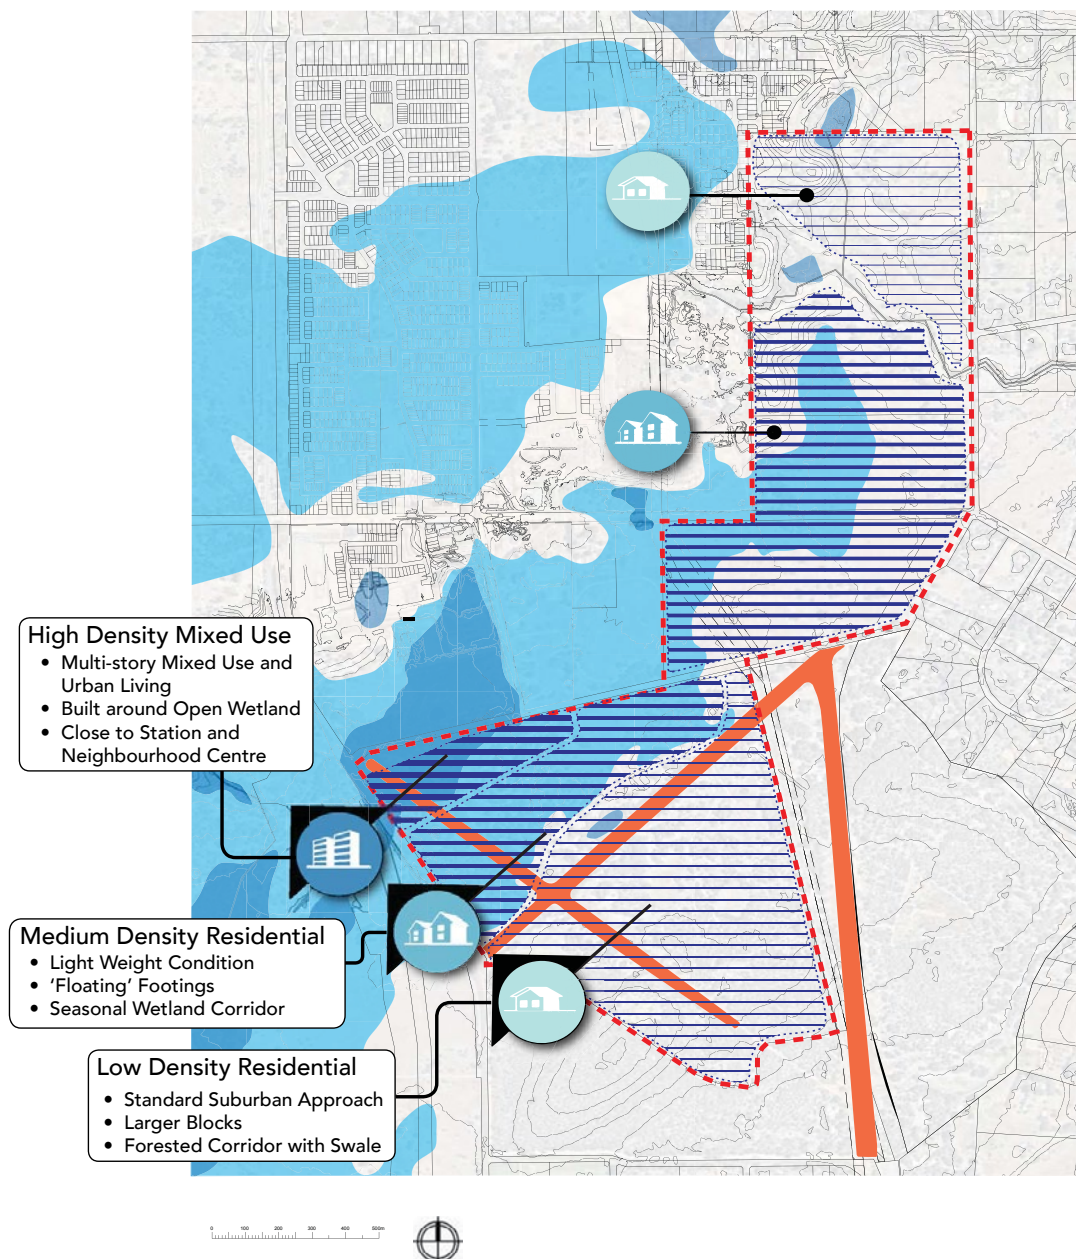 High Density Mixed Use
• Multi-story Mixed Use and
Urban Living
• Built around Open Wetland
• Close to Station and
Neighbourhood Centre
Medium Density Residential
• Light Weight Condition
• 'Floating' Footings
• Seasonal Wetland Corridor
Low Density Residential
• Standard Suburban Approach
• Larger Blocks
• Forested Corridor with Swale
0 100 200 300 400 500m